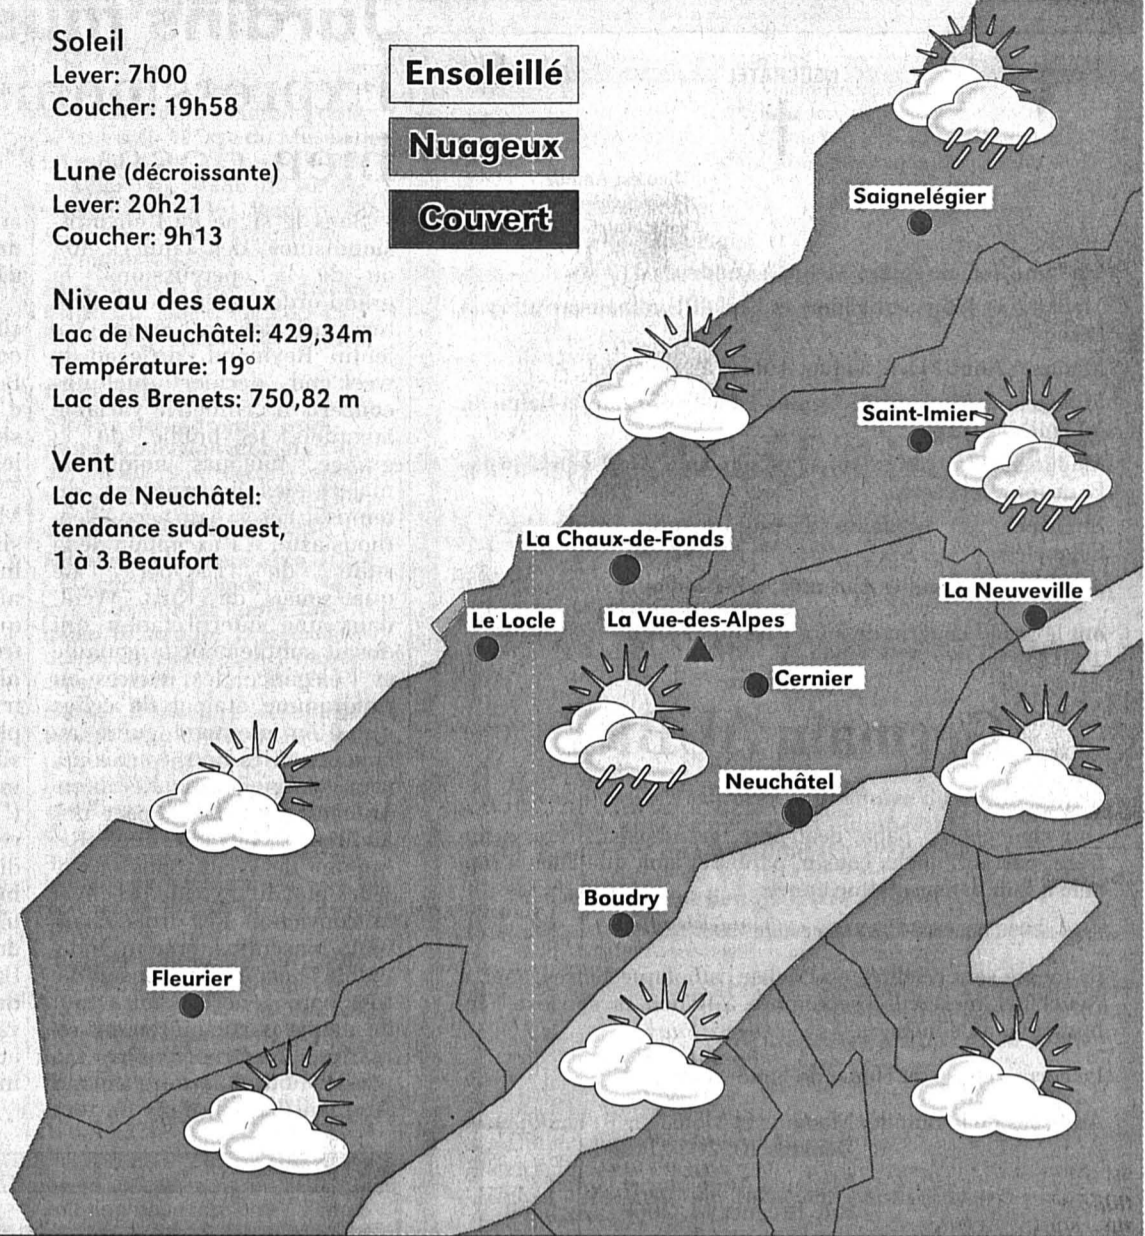 Soleil
Lever: 7h00
Coucher: 19h58
Lune (décroissante)
Lever: 20h21
Coucher: 9h13
Niveau des eaux
Lac de Neuchâtel: 429,34m
Température: 19°
Lac des Brenets: 750,82 m
Vent
Lac de Neuchâtel:
tendance sud-ouest,
1 à 3 Beaufort
Ensoleillé
Nuageux
Couvert
Saignelégier
Saint-Imier
La Chaux-de-Fonds
La Neuveville
Le Locle
La Vue-des-Alpes
Cernier
Neuchâtel
Boudry
Fleurier